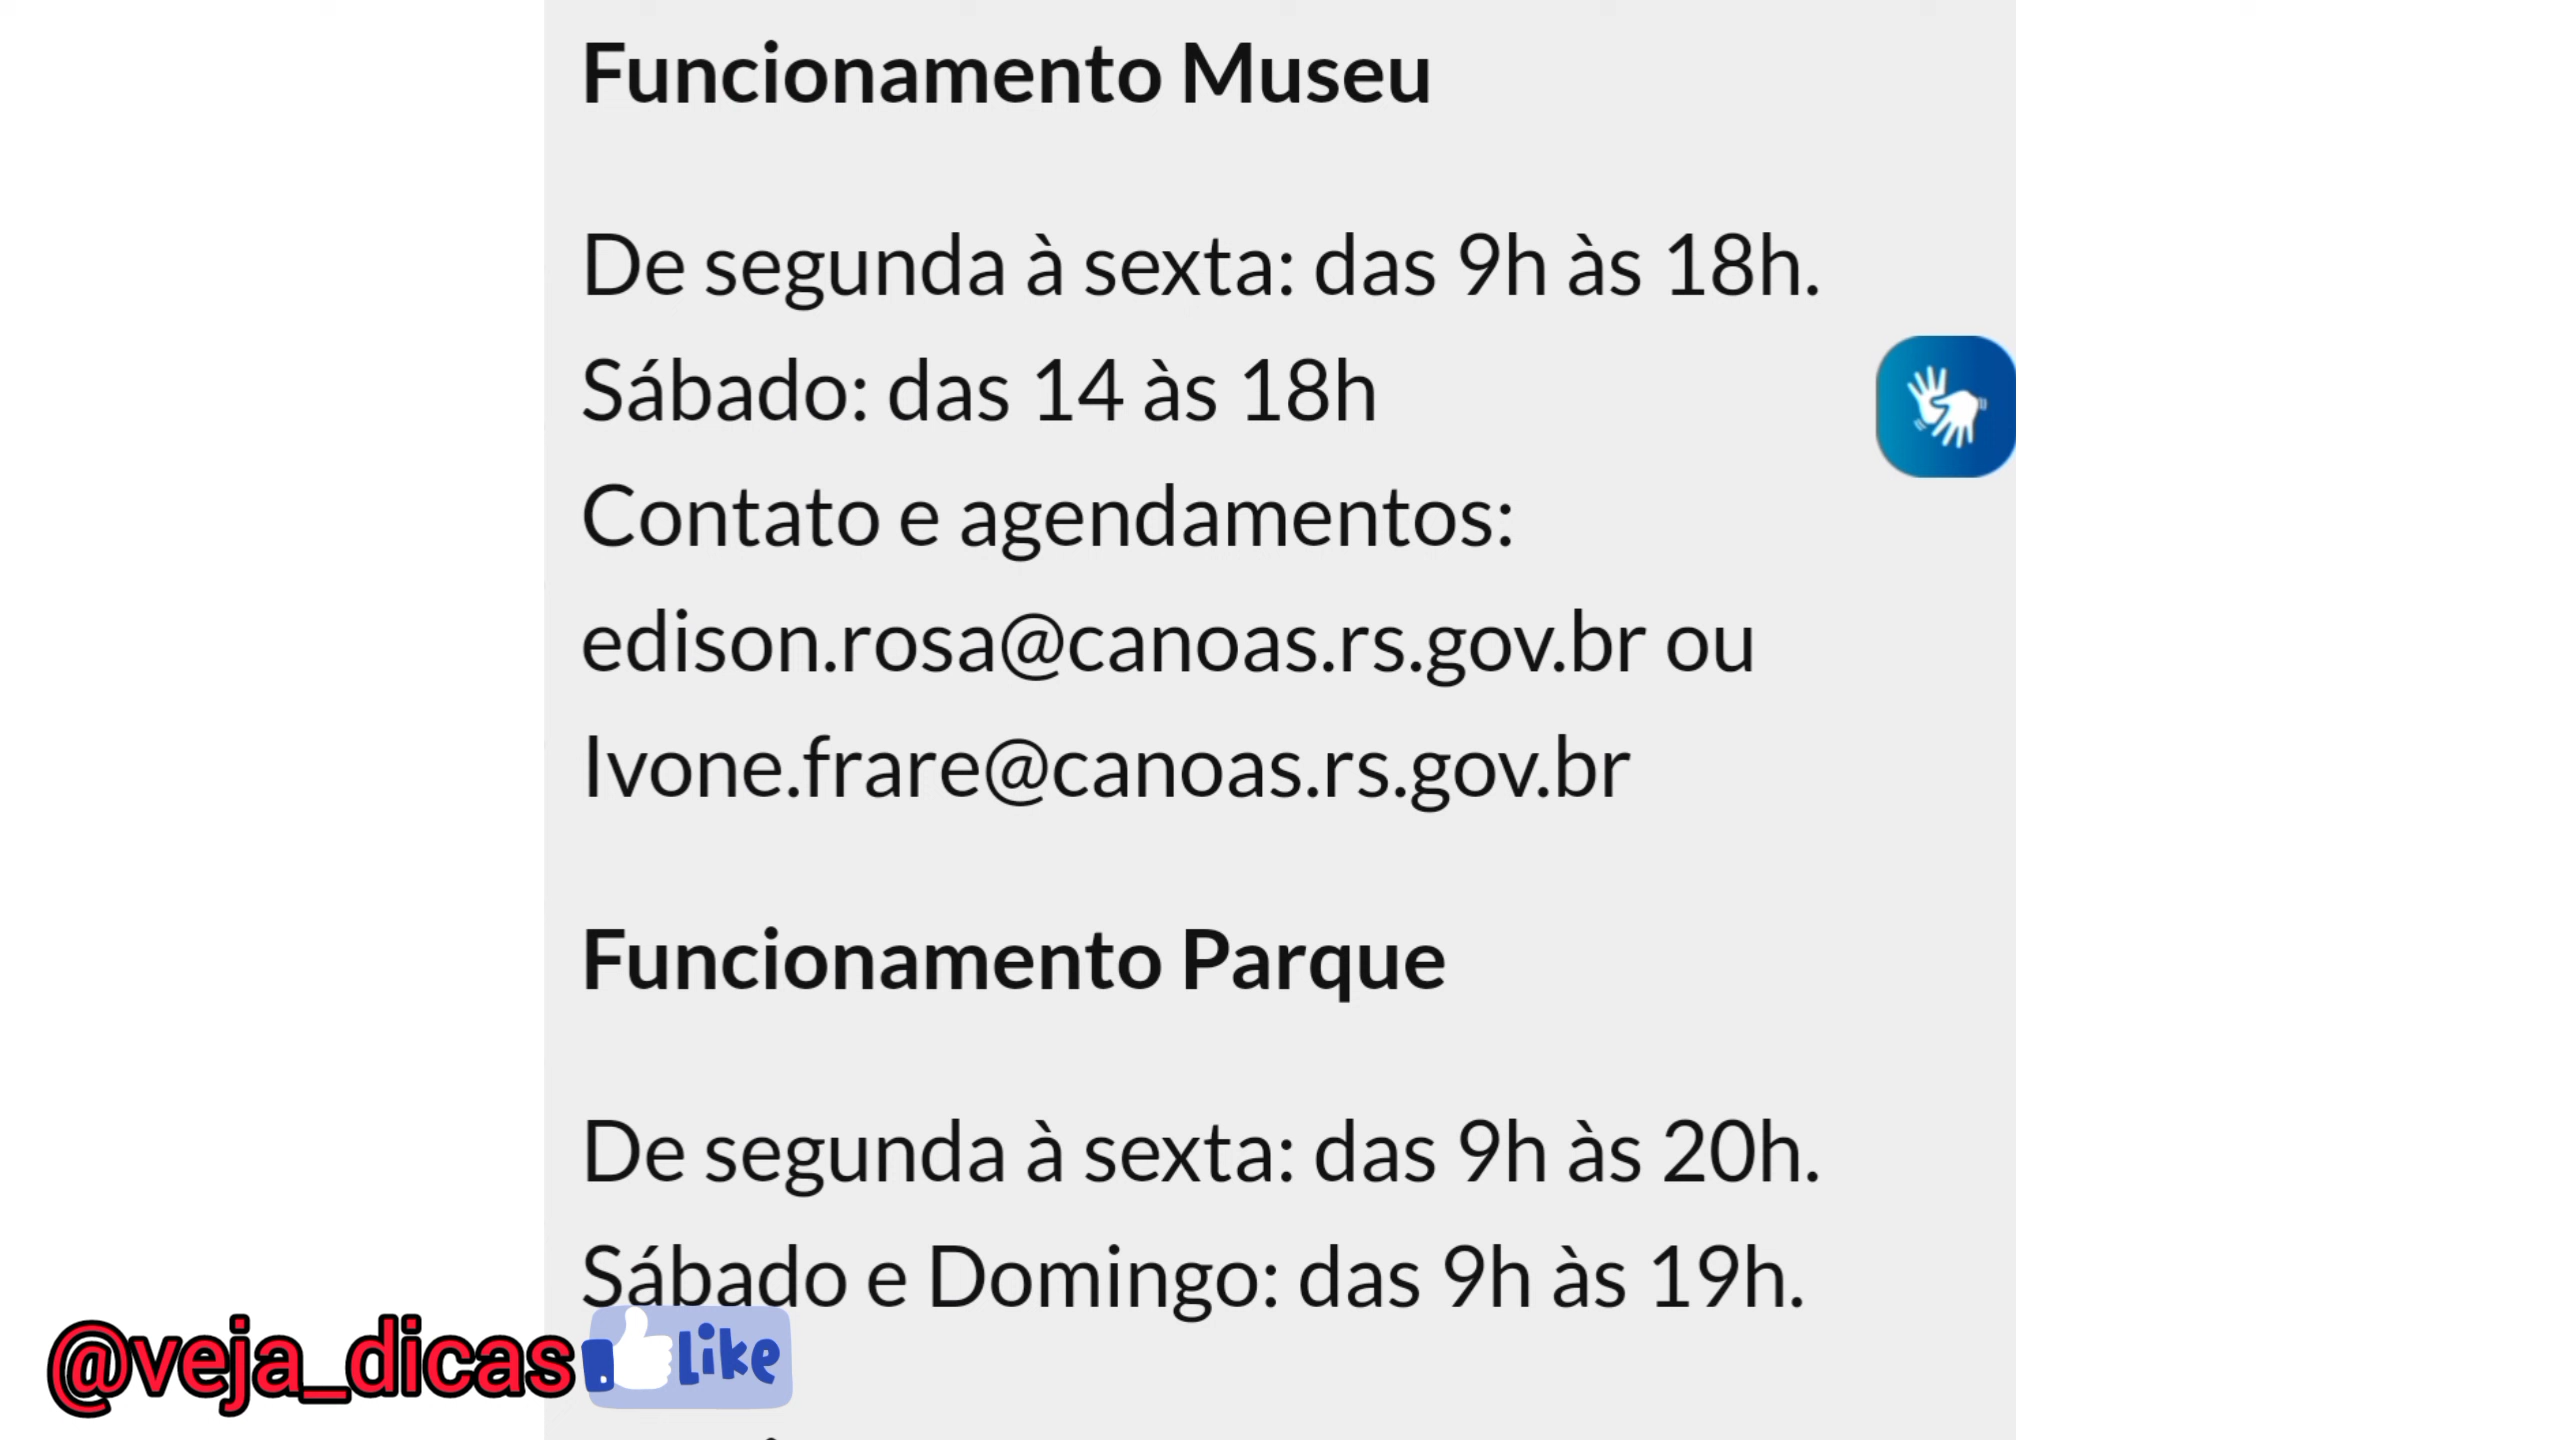 Funcionamento Museu
De segunda à sexta: das 9h às 18h.
Sábado: das 14 às 18h
Contato e agendamentos:
edison.rosa@canoas.rs.gov.br ou
Ivone.frare@canoas.rs.gov.br
Funcionamento Parque
De segunda à sexta: das 9h às 20h.
Sábado e Domingo: das 9h às 19h.
@veja_dicas Like